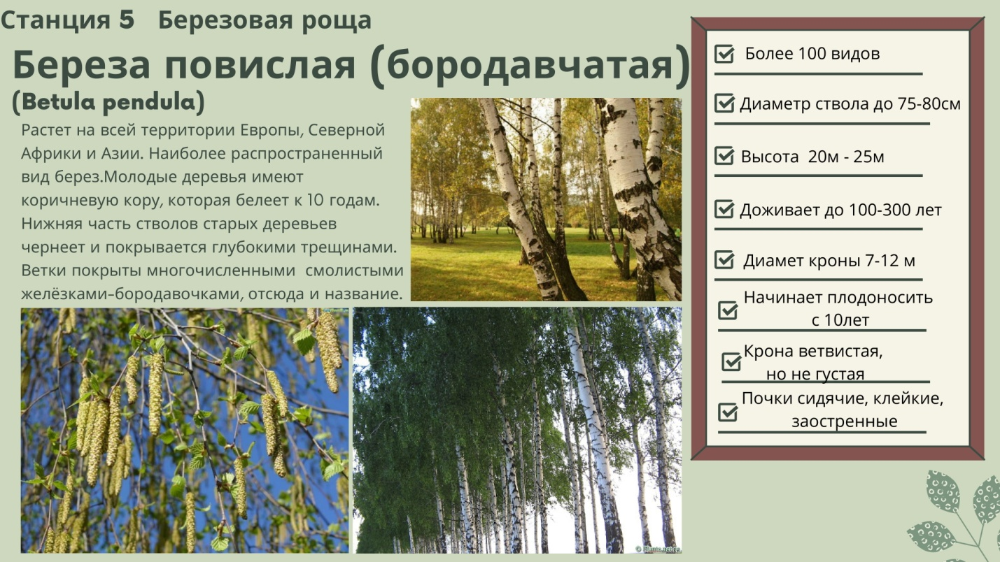 Станция 5 Березовая роща
Береза повислая (бородавчатая)
(Betula pendula)
Растет на всей территории Европы, Северной
Африки и Азии. Наиболее распространенный
вид берез.Молодые деревья имеют
коричневую кору, которая белеет к 10 годам.
Нижняя часть стволов старых деревьев
чернеет и покрывается глубокими трещинами.
Ветки покрыты многочисленными смолистыми
желёзками-бородавочками, отсюда и название.
Более 100 видов
Диаметр ствола до 75-80см
Высота 20м - 25м
Доживает до 100-300 лет
Диамет кроны 7-12 м
Начинает плодоносить
с 10лет
Крона ветвистая,
но не густая
Почки сидячие, клейкие,
заостренные